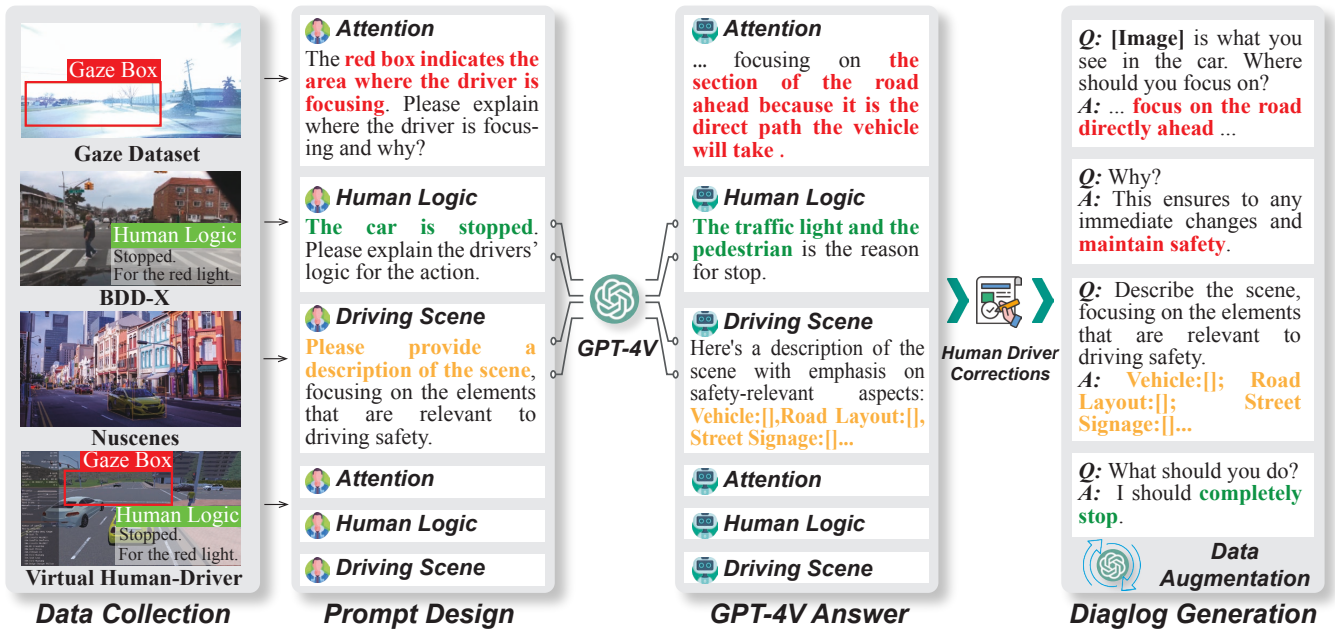 Gaze Box
Gaze Dataset
Human Logic
Stopped.
For the red light.
BDD-X
Nuscenes
Gaze Box
Human Logic
Stopped.
For the red light.
Virtual Human-Driver
Data Collection
Attention
The red box indicates the
area where the driver is
focusing. Please explain
where the driver is focus-
ing and why?
Human Logic
The car is stopped.
Please explain the drivers'
logic for the action.
Driving Scene
Please provide a
description of the scene,
focusing on the elements
that are relevant to
driving safety.
Attention
Human Logic
Driving Scene
Prompt Design
GPT-4V
Attention
... focusing on the
section of the road
ahead because it is the
direct path the vehicle
will take .
Human Logic
The traffic light and the
pedestrian is the reason
for stop.
Driving Scene
Here's a description of the
scene with emphasis on
safety-relevant aspects:
Vehicle:[],Road Layout:[],
Street Signage:[]...
Attention
Human Logic
Driving Scene
GPT-4V Answer
Human Driver
Corrections
Q: [Image] is what you
see in the car. Where
should you focus on?
A: ... focus on the road
directly ahead ...
Q: Why?
A: This ensures to any
immediate changes and
maintain safety.
Q: Describe the scene,
focusing on the elements
that are relevant to
driving safety.
A: Vehicle:[]; Road
Layout:[]; Street
Signage:[]...
Q: What should you do?
A: I should completely
stop.
Data
Augmentation
Diaglog Generation